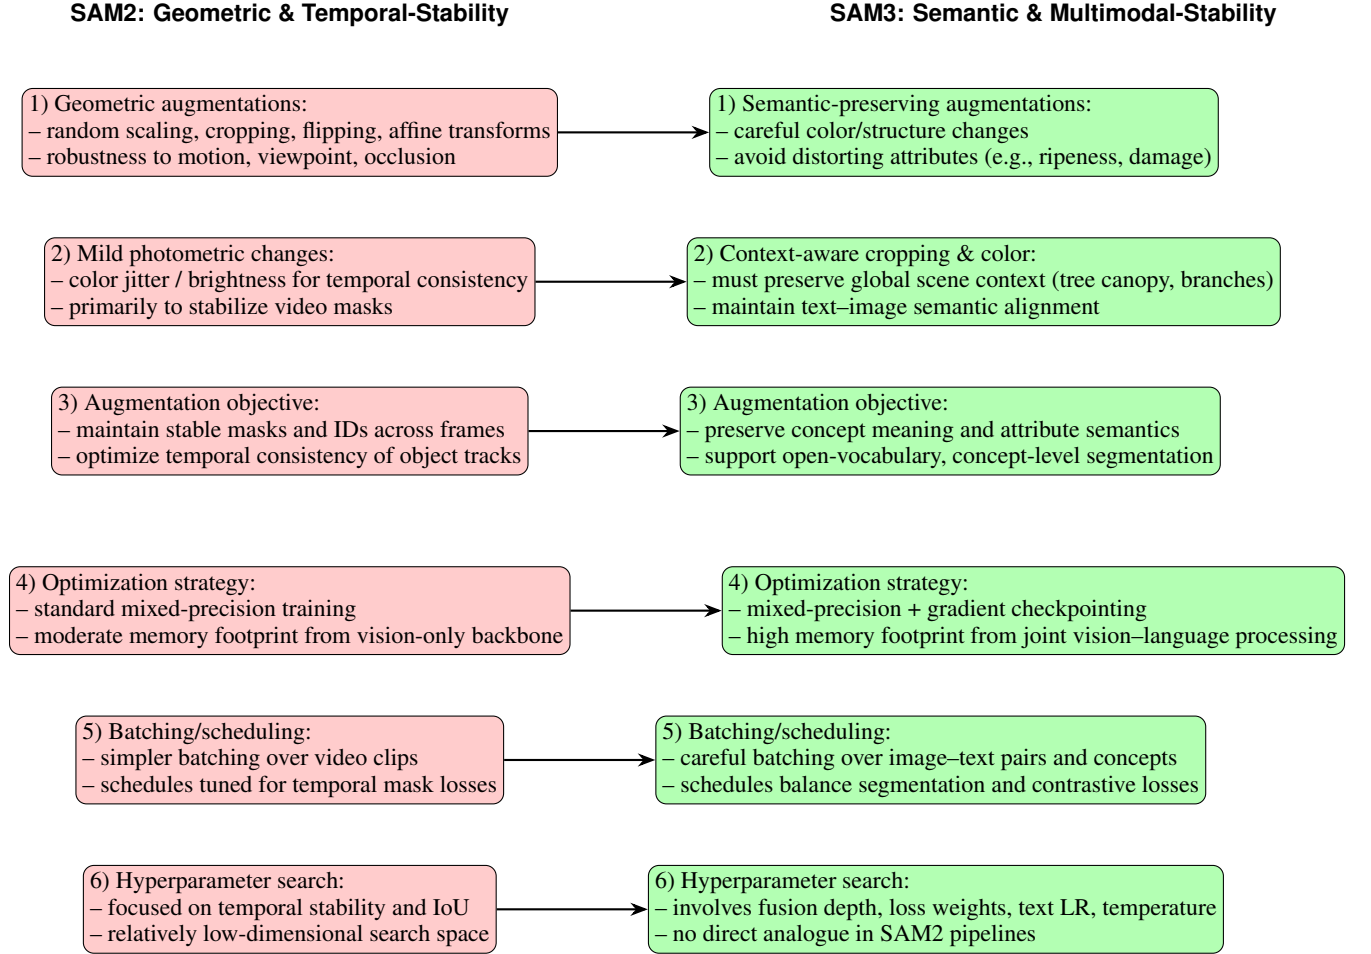 SAM2: Geometric & Temporal-Stability
SAM3: Semantic & Multimodal-Stability
1) Geometric augmentations:
– random scaling, cropping, flipping, affine transforms
– robustness to motion, viewpoint, occlusion
1) Semantic-preserving augmentations:
– careful color/structure changes
– avoid distorting attributes (e.g., ripeness, damage)
2) Mild photometric changes:
– color jitter / brightness for temporal consistency
– primarily to stabilize video masks
2) Context-aware cropping & color:
– must preserve global scene context (tree canopy, branches)
– maintain text–image semantic alignment
3) Augmentation objective:
– maintain stable masks and IDs across frames
– optimize temporal consistency of object tracks
3) Augmentation objective:
– preserve concept meaning and attribute semantics
– support open-vocabulary, concept-level segmentation
4) Optimization strategy:
– standard mixed-precision training
– moderate memory footprint from vision-only backbone
4) Optimization strategy:
– mixed-precision + gradient checkpointing
– high memory footprint from joint vision–language processing
5) Batching/scheduling:
– simpler batching over video clips
– schedules tuned for temporal mask losses
5) Batching/scheduling:
– careful batching over image–text pairs and concepts
– schedules balance segmentation and contrastive losses
6) Hyperparameter search:
– focused on temporal stability and IoU
– relatively low-dimensional search space
6) Hyperparameter search:
– involves fusion depth, loss weights, text LR, temperature
– no direct analogue in SAM2 pipelines